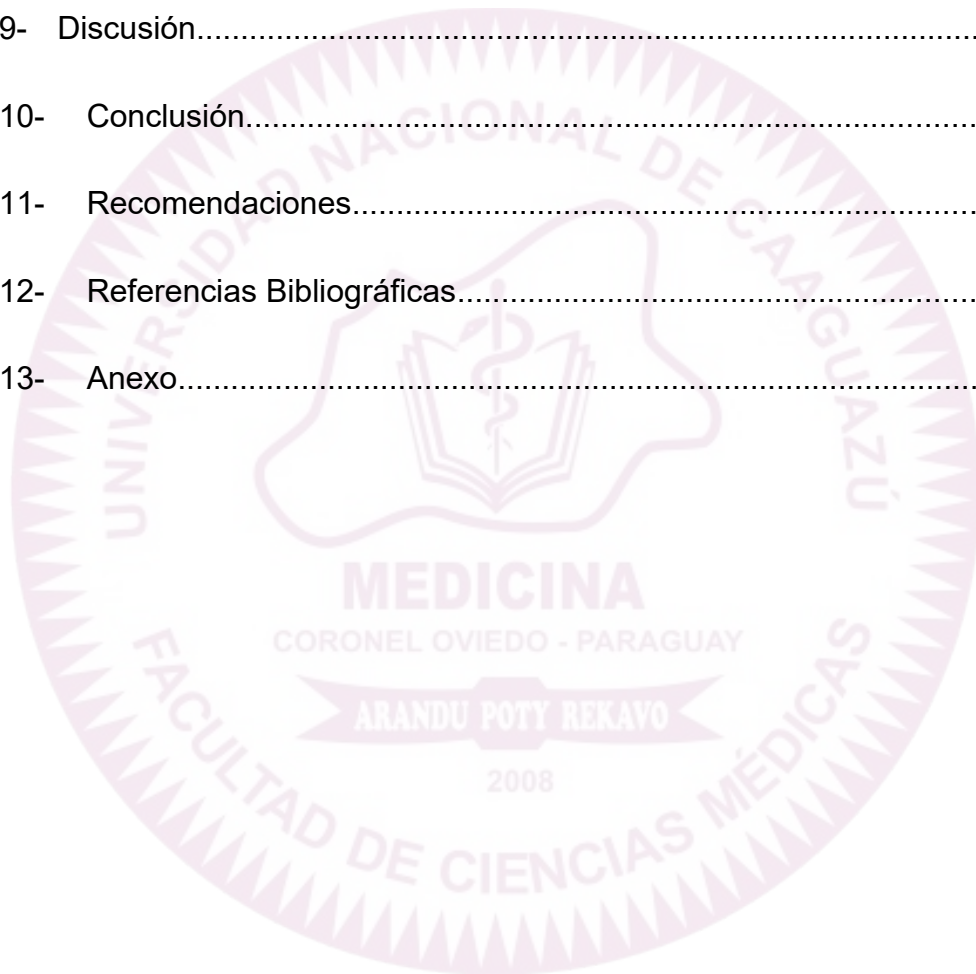 9- Discusión....................................................................................
10- Conclusión..............................................................................
11- Recomendaciones..................................................................
12- Referencias Bibliográficas......................................................
13- Anexo......................................................................................
UNIVERSIDAD NACIONAL DE CAAGUAZÚ
MEDICINA
CORONEL OVIEDO - PARAGUAY
ARANDU POTY REKAVO
2008
FACULTAD DE CIENCIAS MÉDICAS